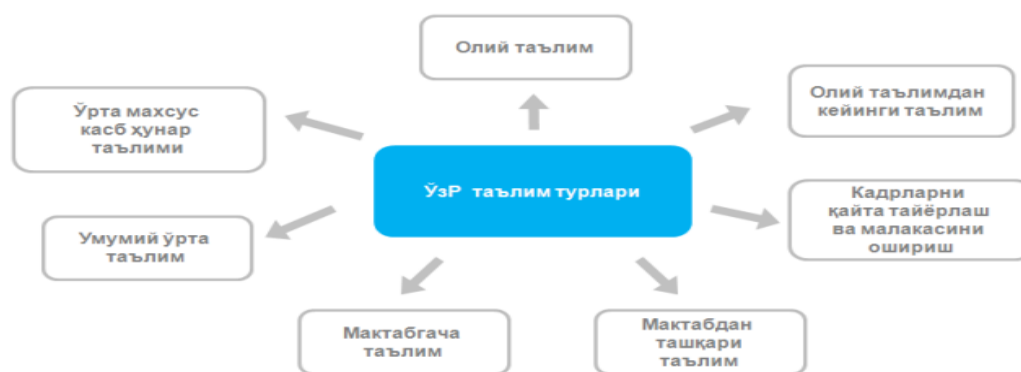 Олий таълим
Олий таълимдан
кейинги таълим
Ўрта махсус
касб ҳунар
таълими
ЎзР таълим турлари
Кадрларни
қайта тайёрлаш
ва малакасини
ошириш
Умумий ўрта
таълим
Мактабгача
таълим
Мактабдан
ташқари
таълим